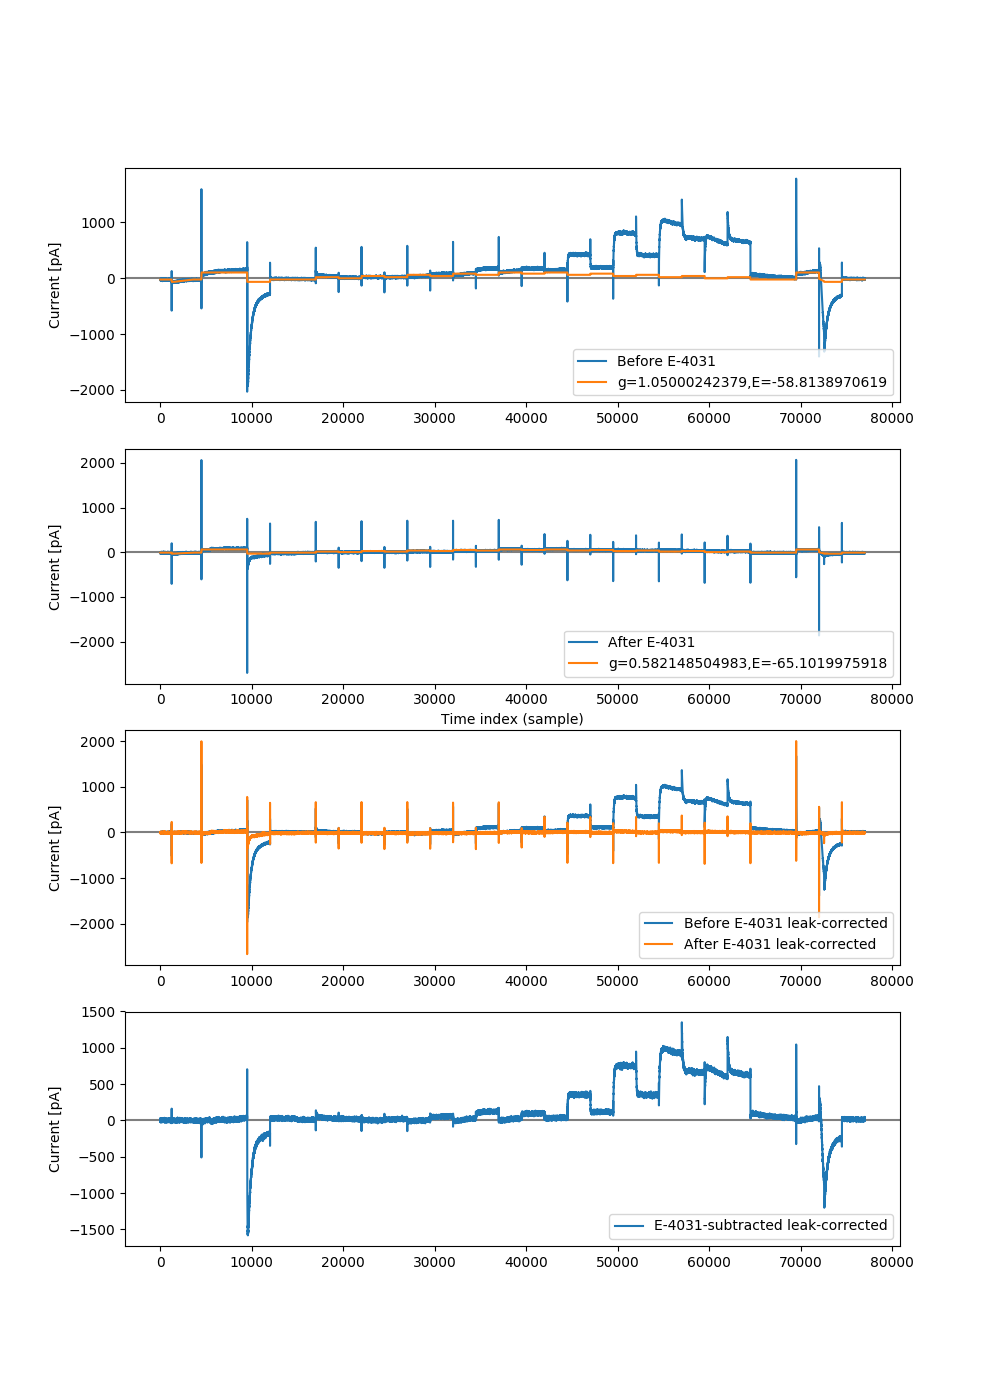 1000
0
−1000
−2000
Current [pA]
Before E-4031
g=1.05000242379,E=-58.8138970619
0 10000 20000 30000 40000 50000 60000 70000 80000
2000
1000
0
−1000
−2000
Current [pA]
After E-4031
g=0.582148504983,E=-65.1019975918
0 10000 20000 30000 40000 50000 60000 70000 80000
Time index (sample)
2000
1000
0
−1000
−2000
Current [pA]
Before E-4031 leak-corrected
After E-4031 leak-corrected
0 10000 20000 30000 40000 50000 60000 70000 80000
1500
1000
500
0
−500
−1000
−1500
Current [pA]
E-4031-subtracted leak-corrected
0 10000 20000 30000 40000 50000 60000 70000 80000